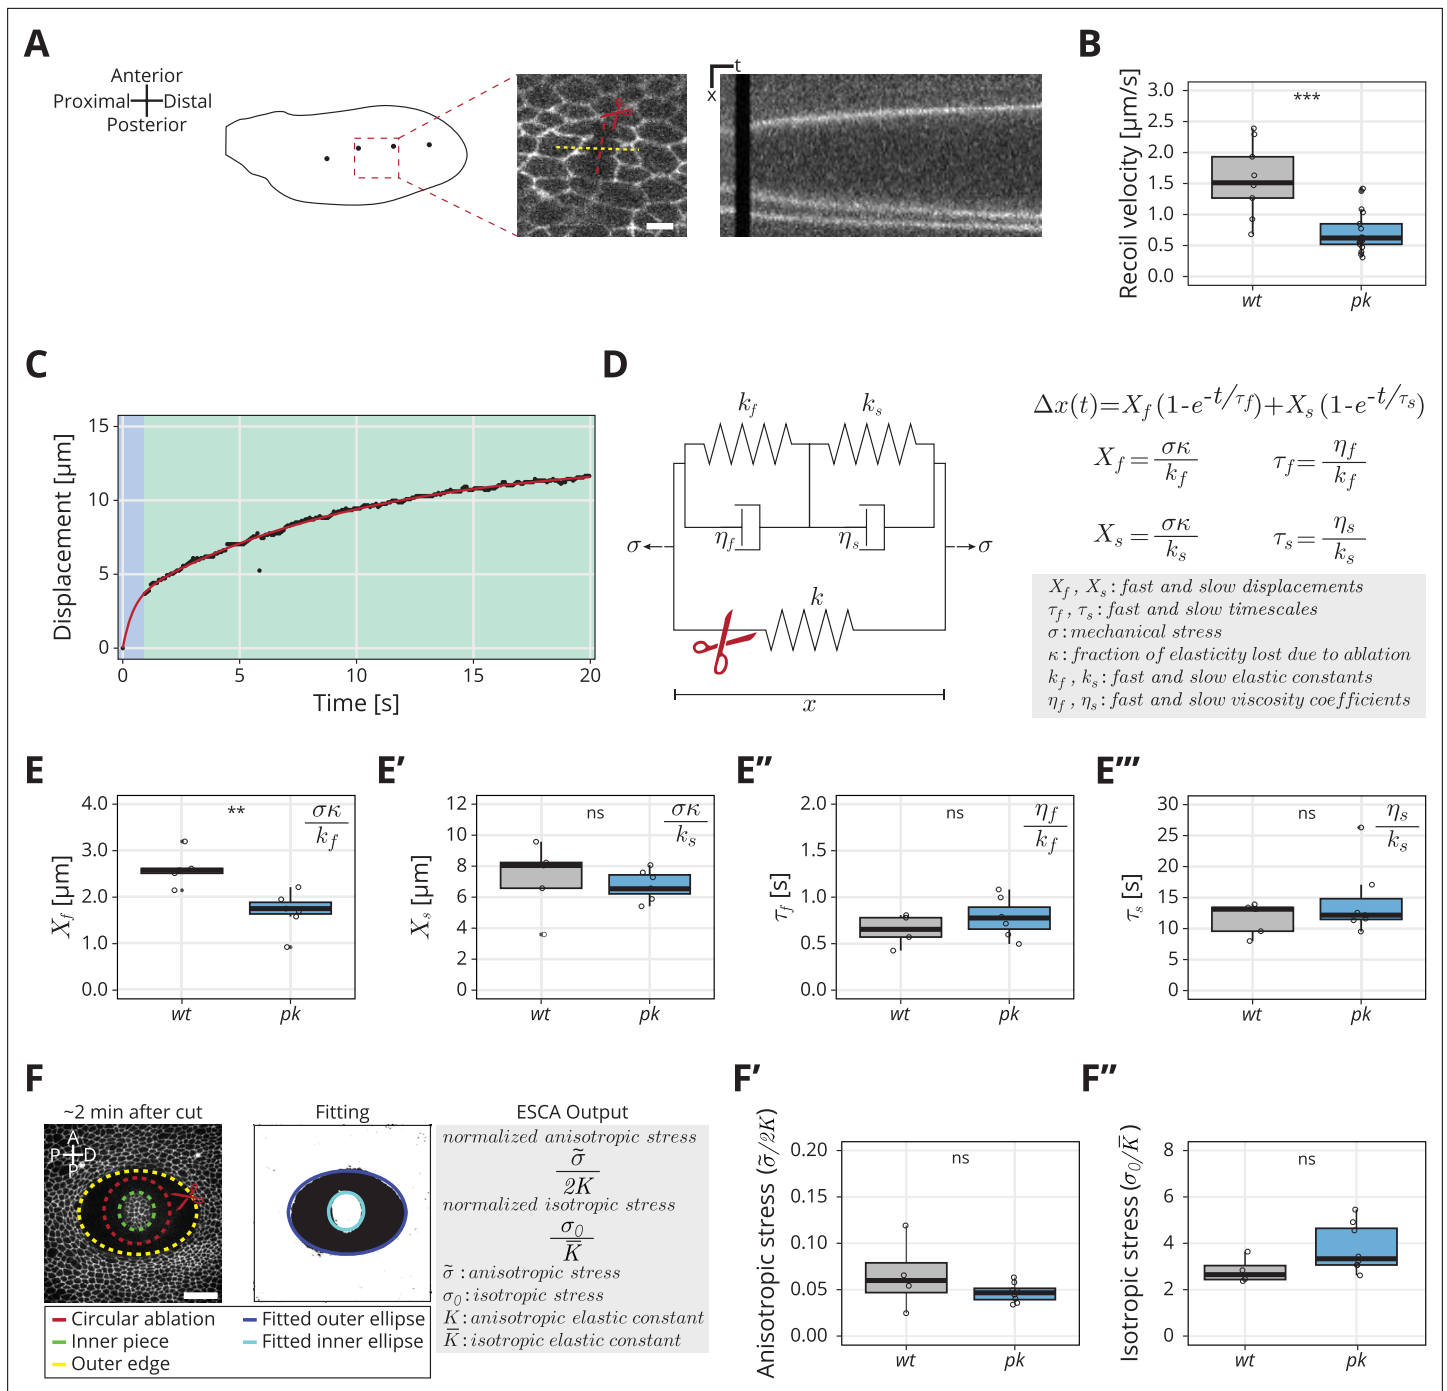 A
Anterior
Proximal Distal
Posterior
t
x
B
Recoil velocity [µm/s]
3.0
2.5
2.0
1.5
1.0
0.5
0.0
***
wt pk
C
Displacement [µm]
15
10
5
0
0 5 10 15 20
Time [s]
D
k_f k_s
η_f η_s
σ σ
k
x
Δx(t)=X_f (1-e^-t/τ_f)+X_s (1-e^-t/τ_s)
X_f = σκ/k_f τ_f = η_f/k_f
X_s = σκ/k_s τ_s = η_s/k_s
X_f , X_s : fast and slow displacements
τ_f , τ_s : fast and slow timescales
σ : mechanical stress
κ : fraction of elasticity lost due to ablation
k_f , k_s : fast and slow elastic constants
η_f , η_s : fast and slow viscosity coefficients
E
X_f [µm]
4.0
3.0
2.0
1.0
0.0
**
σκ/k_f
wt pk
E'
X_s [µm]
12
10
8
6
4
2
0
ns
σκ/k_s
wt pk
E''
τ_f [s]
2.0
1.5
1.0
0.5
0.0
ns
η_f/k_f
wt pk
E'''
τ_s [s]
30
25
20
15
10
5
0
ns
η_s/k_s
wt pk
F
~2 min after cut
A
P D
P
Fitting
ESCA Output
normalized anisotropic stress
σ̃/2K
normalized isotropic stress
σ_0/K̄
σ̃ : anisotropic stress
σ_0 : isotropic stress
K : anisotropic elastic constant
K̄ : isotropic elastic constant
Circular ablation
Inner piece
Outer edge
Fitted outer ellipse
Fitted inner ellipse
F'
Anisotropic stress (σ̃/2K)
0.20
0.15
0.10
0.05
0.00
ns
wt pk
F''
Isotropic stress (σ_0/K̄)
8
6
4
2
0
ns
wt pk